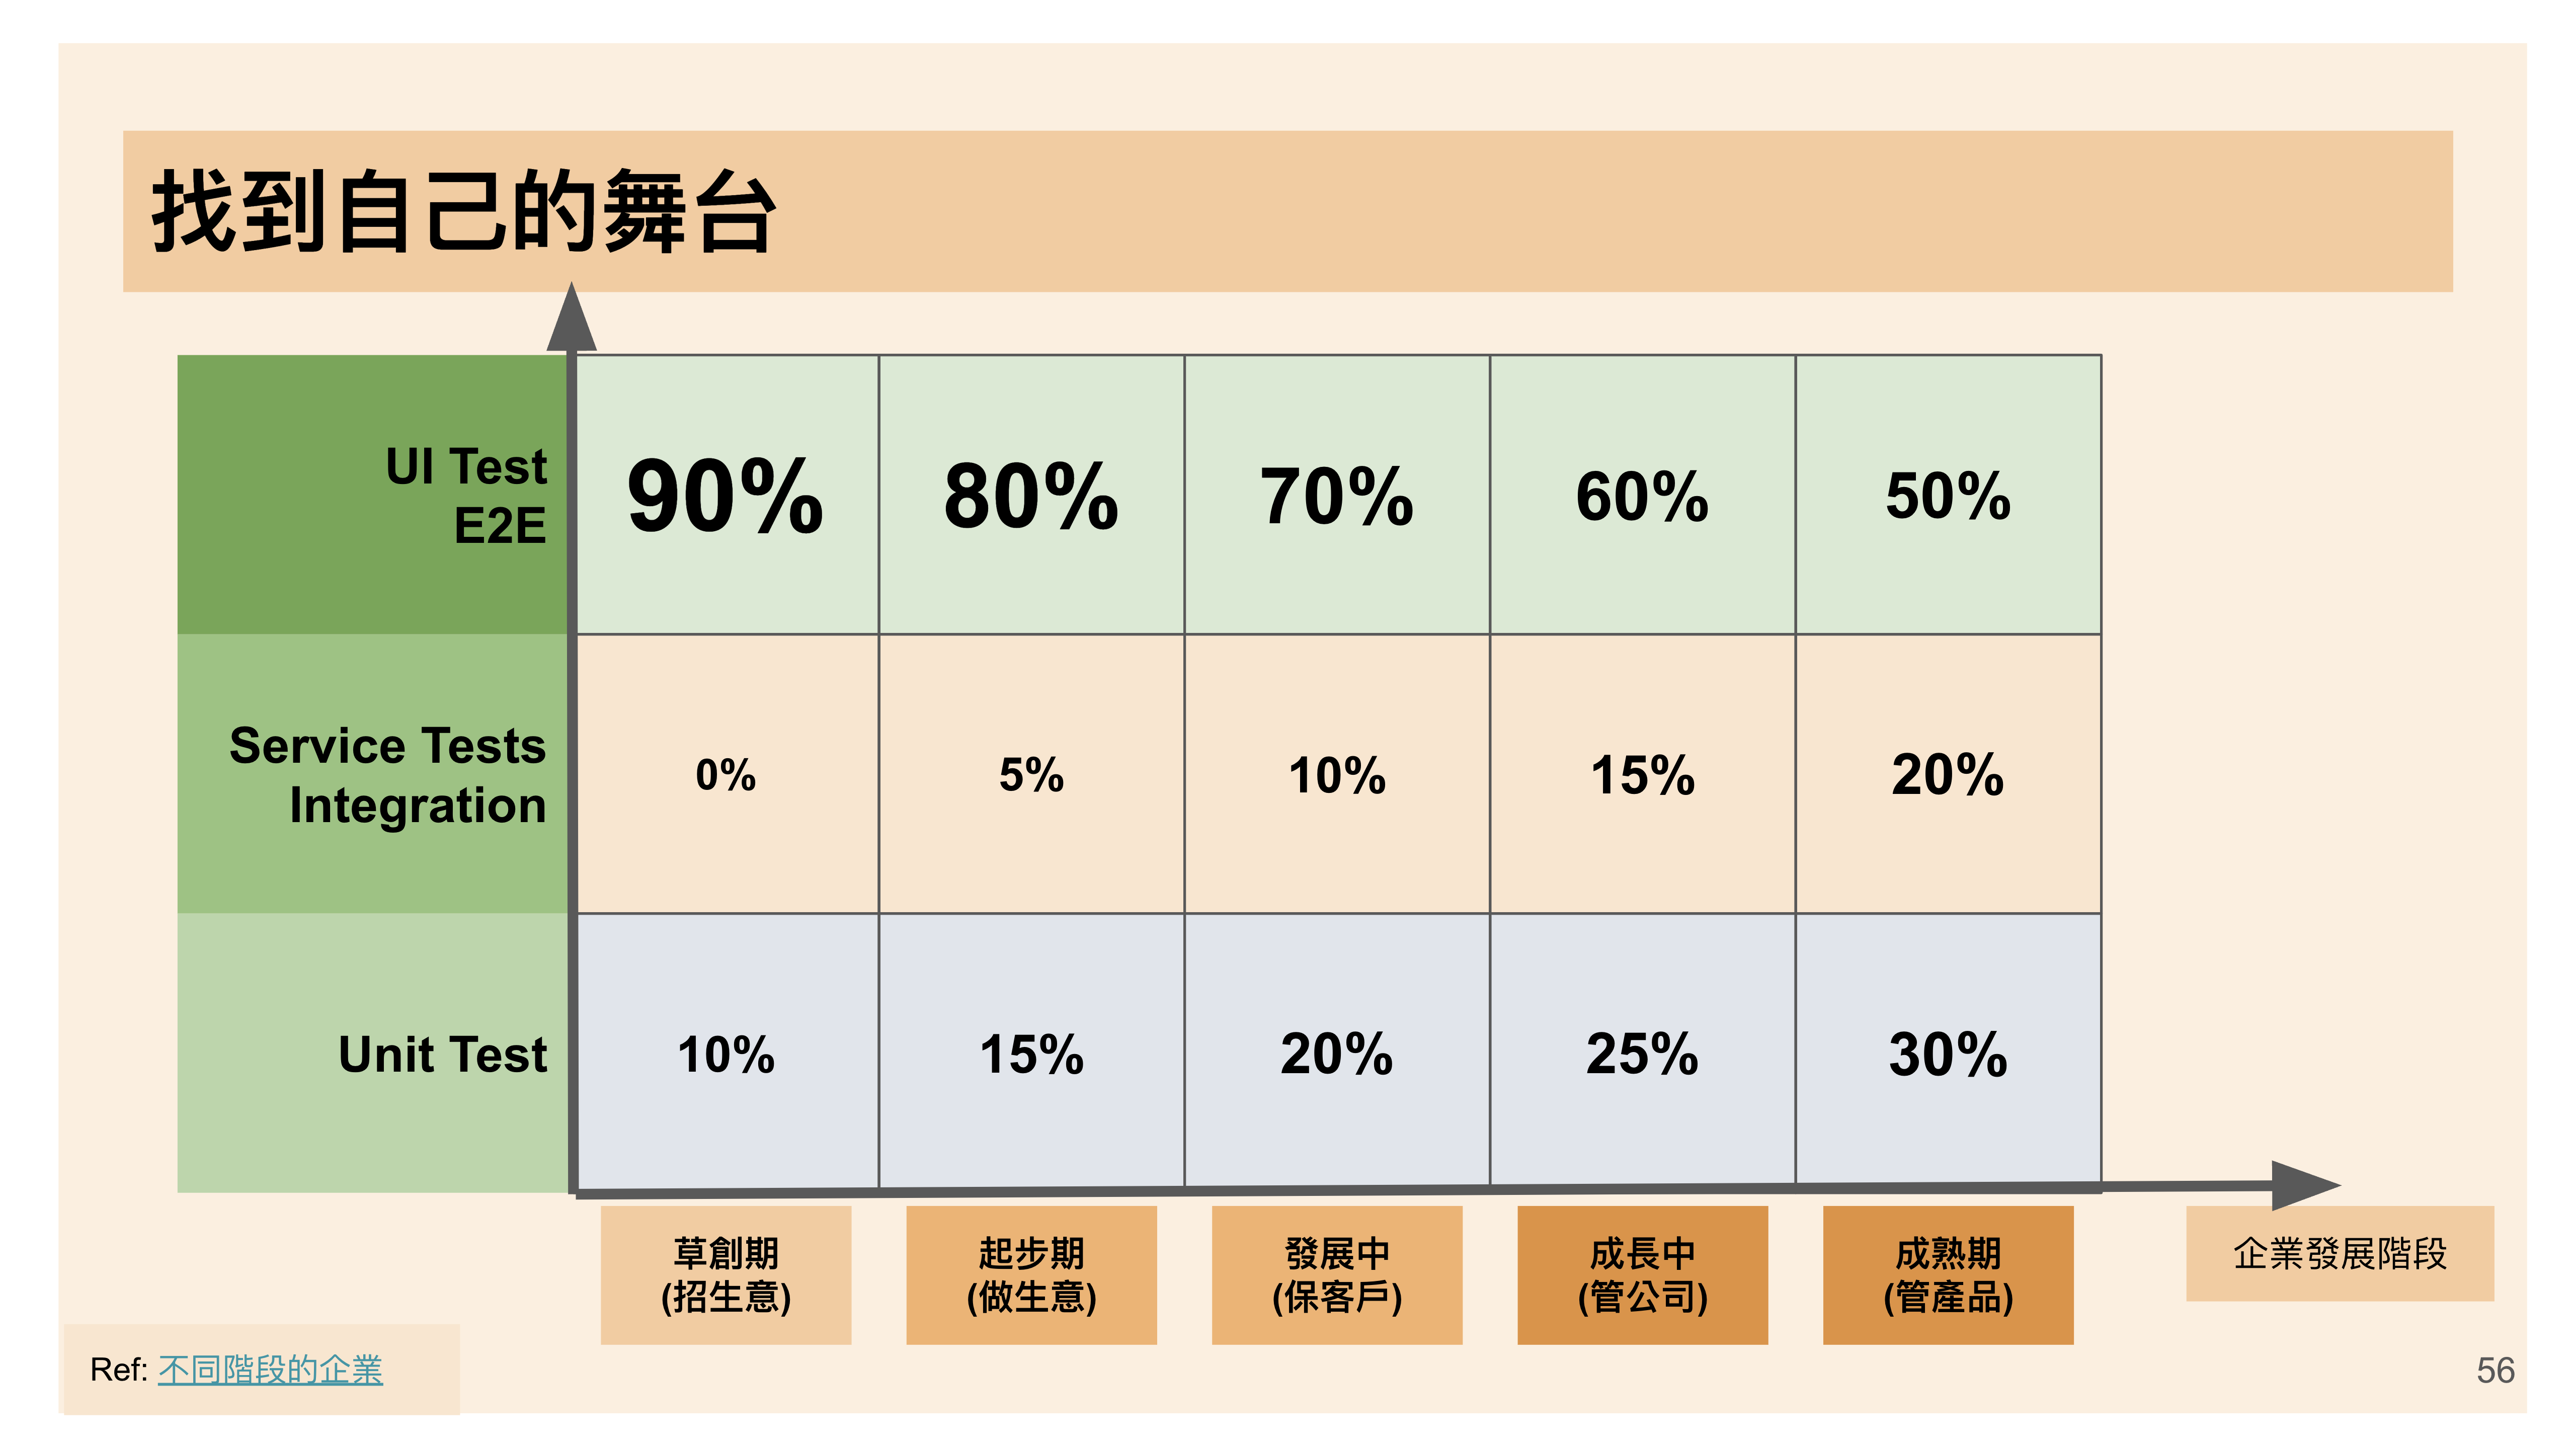 找到自己的舞台
UI Test
E2E
90%
80%
70%
60%
50%
Service Tests
Integration
0%
5%
10%
15%
20%
Unit Test
10%
15%
20%
25%
30%
草創期
(招生意)
起步期
(做生意)
發展中
(保客戶)
成長中
(管公司)
成熟期
(管產品)
企業發展階段
Ref: 不同階段的企業
56